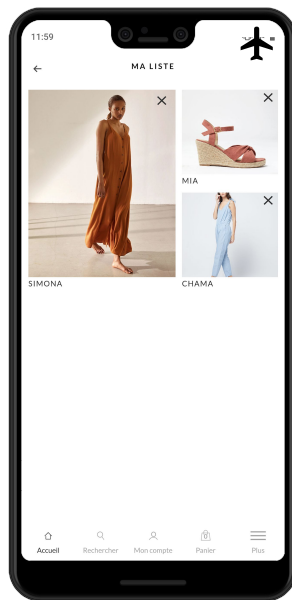 11:59
MA LISTE
MIA
SIMONA
CHAMA
Accueil
Rechercher
Mon compte
Panier
Plus